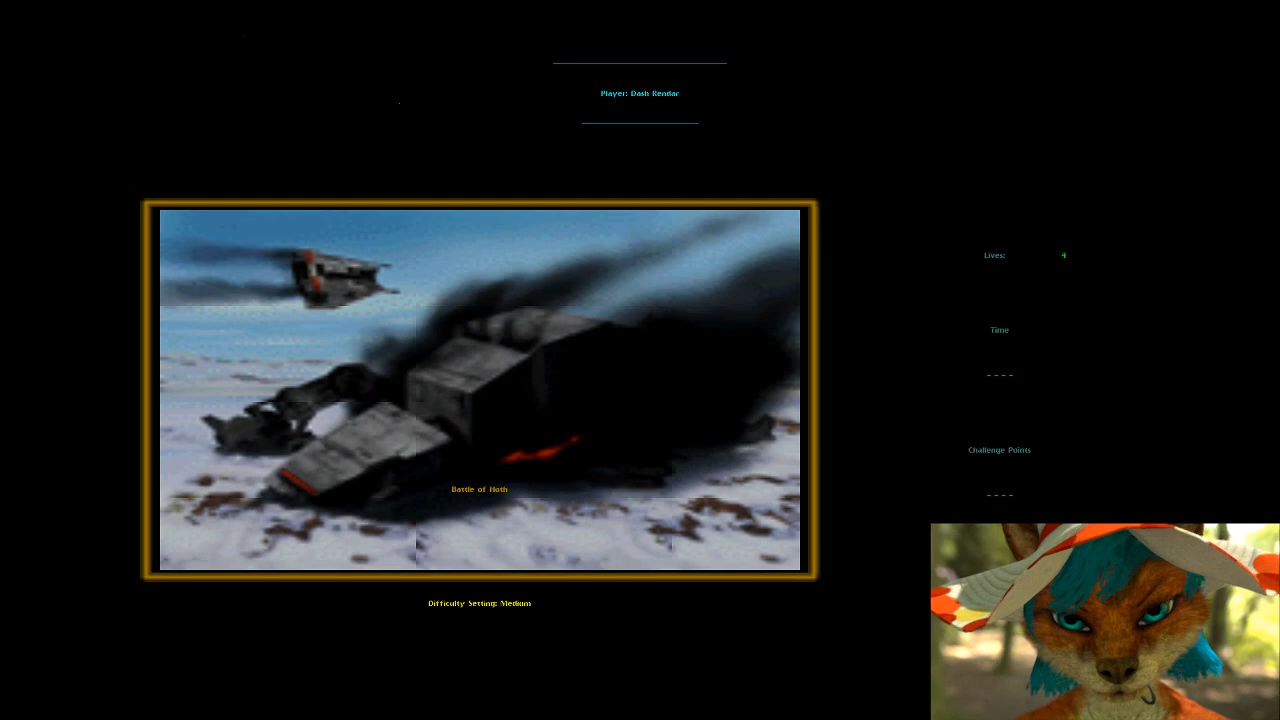 Player: Dash Rendar
Lives: 4
Time
- - - -
Challenge Points
- - - -
Battle of Hoth
Difficulty Setting: Medium